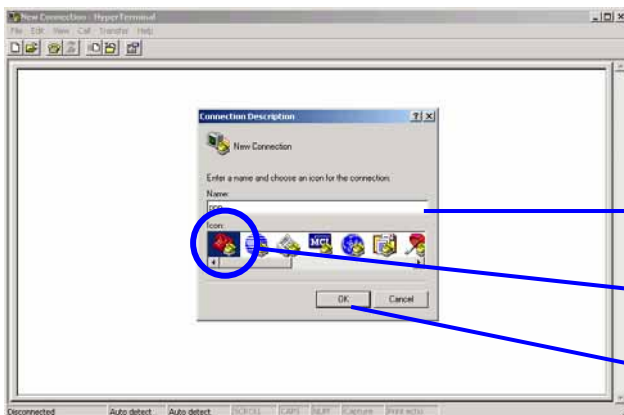 New Connection - HyperTerminal
File Edit View Call Transfer Help
Connection Description
New Connection
Enter a name and choose an icon for the connection:
Name:
Icon:
MCI
OK Cancel
Disconnected Auto detect Auto detect SCROLL CAPS NUM Capture Print echo